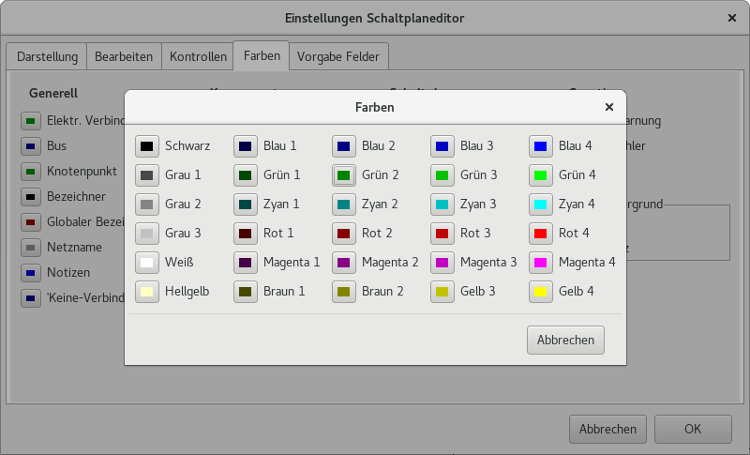 Einstellungen Schaltplaneditor
Darstellung Bearbeiten Kontrollen Farben Vorgabe Felder
Generell
Elektr. Verbind
Bus
Knotenpunkt
Bezeichner
Globaler Bezei
Netzname
Notizen
'Keine-Verbind
Farben
Schwarz Blau 1 Blau 2 Blau 3 Blau 4
Grau 1 Grün 1 Grün 2 Grün 3 Grün 4
Grau 2 Zyan 1 Zyan 2 Zyan 3 Zyan 4
Grau 3 Rot 1 Rot 2 Rot 3 Rot 4
Weiß Magenta 1 Magenta 2 Magenta 3 Magenta 4
Hellgelb Braun 1 Braun 2 Gelb 3 Gelb 4
Abbrechen
arnung
hler
rgrund
z
Abbrechen OK